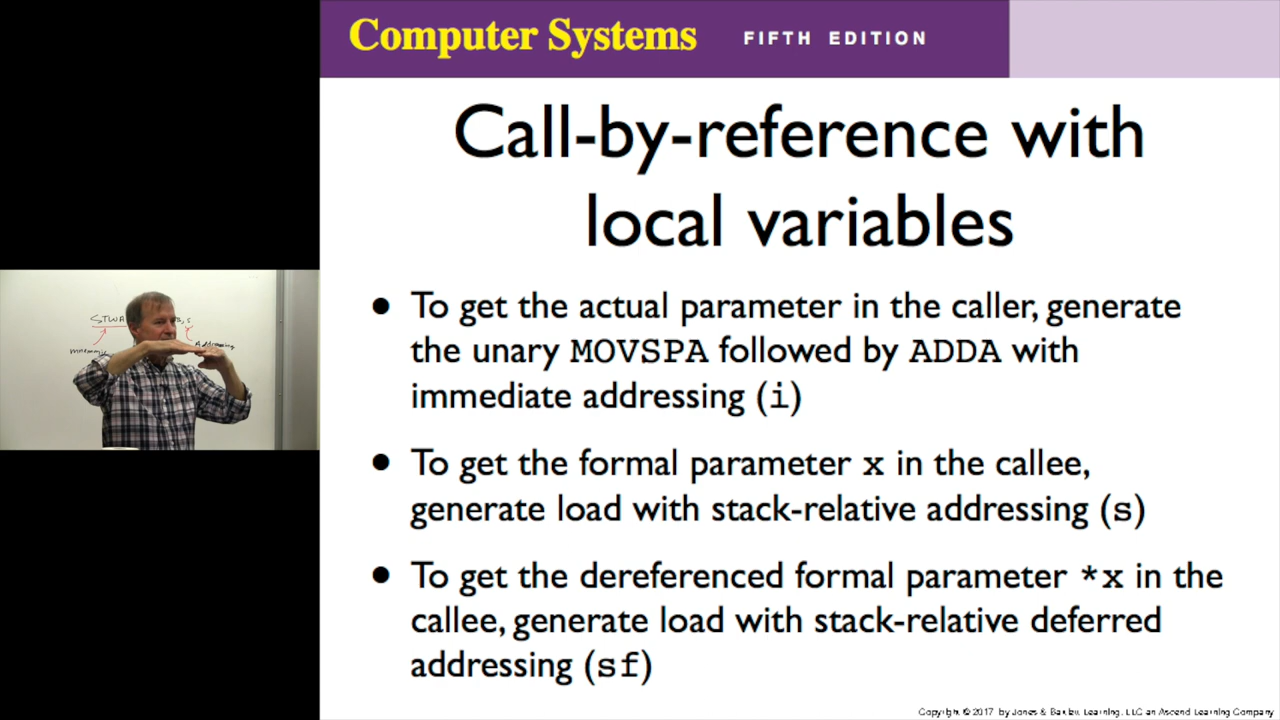 Computer Systems FIFTH EDITION
Call-by-reference with
local variables
• To get the actual parameter in the caller, generate
the unary MOVSPA followed by ADDA with
immediate addressing (i)
• To get the formal parameter x in the callee,
generate load with stack-relative addressing (s)
• To get the dereferenced formal parameter *x in the
callee, generate load with stack-relative deferred
addressing (sf)
STWA
Addressing
Copyright © 2017 by Jones & Bartlett Learning, LLC an Ascend Learning Company